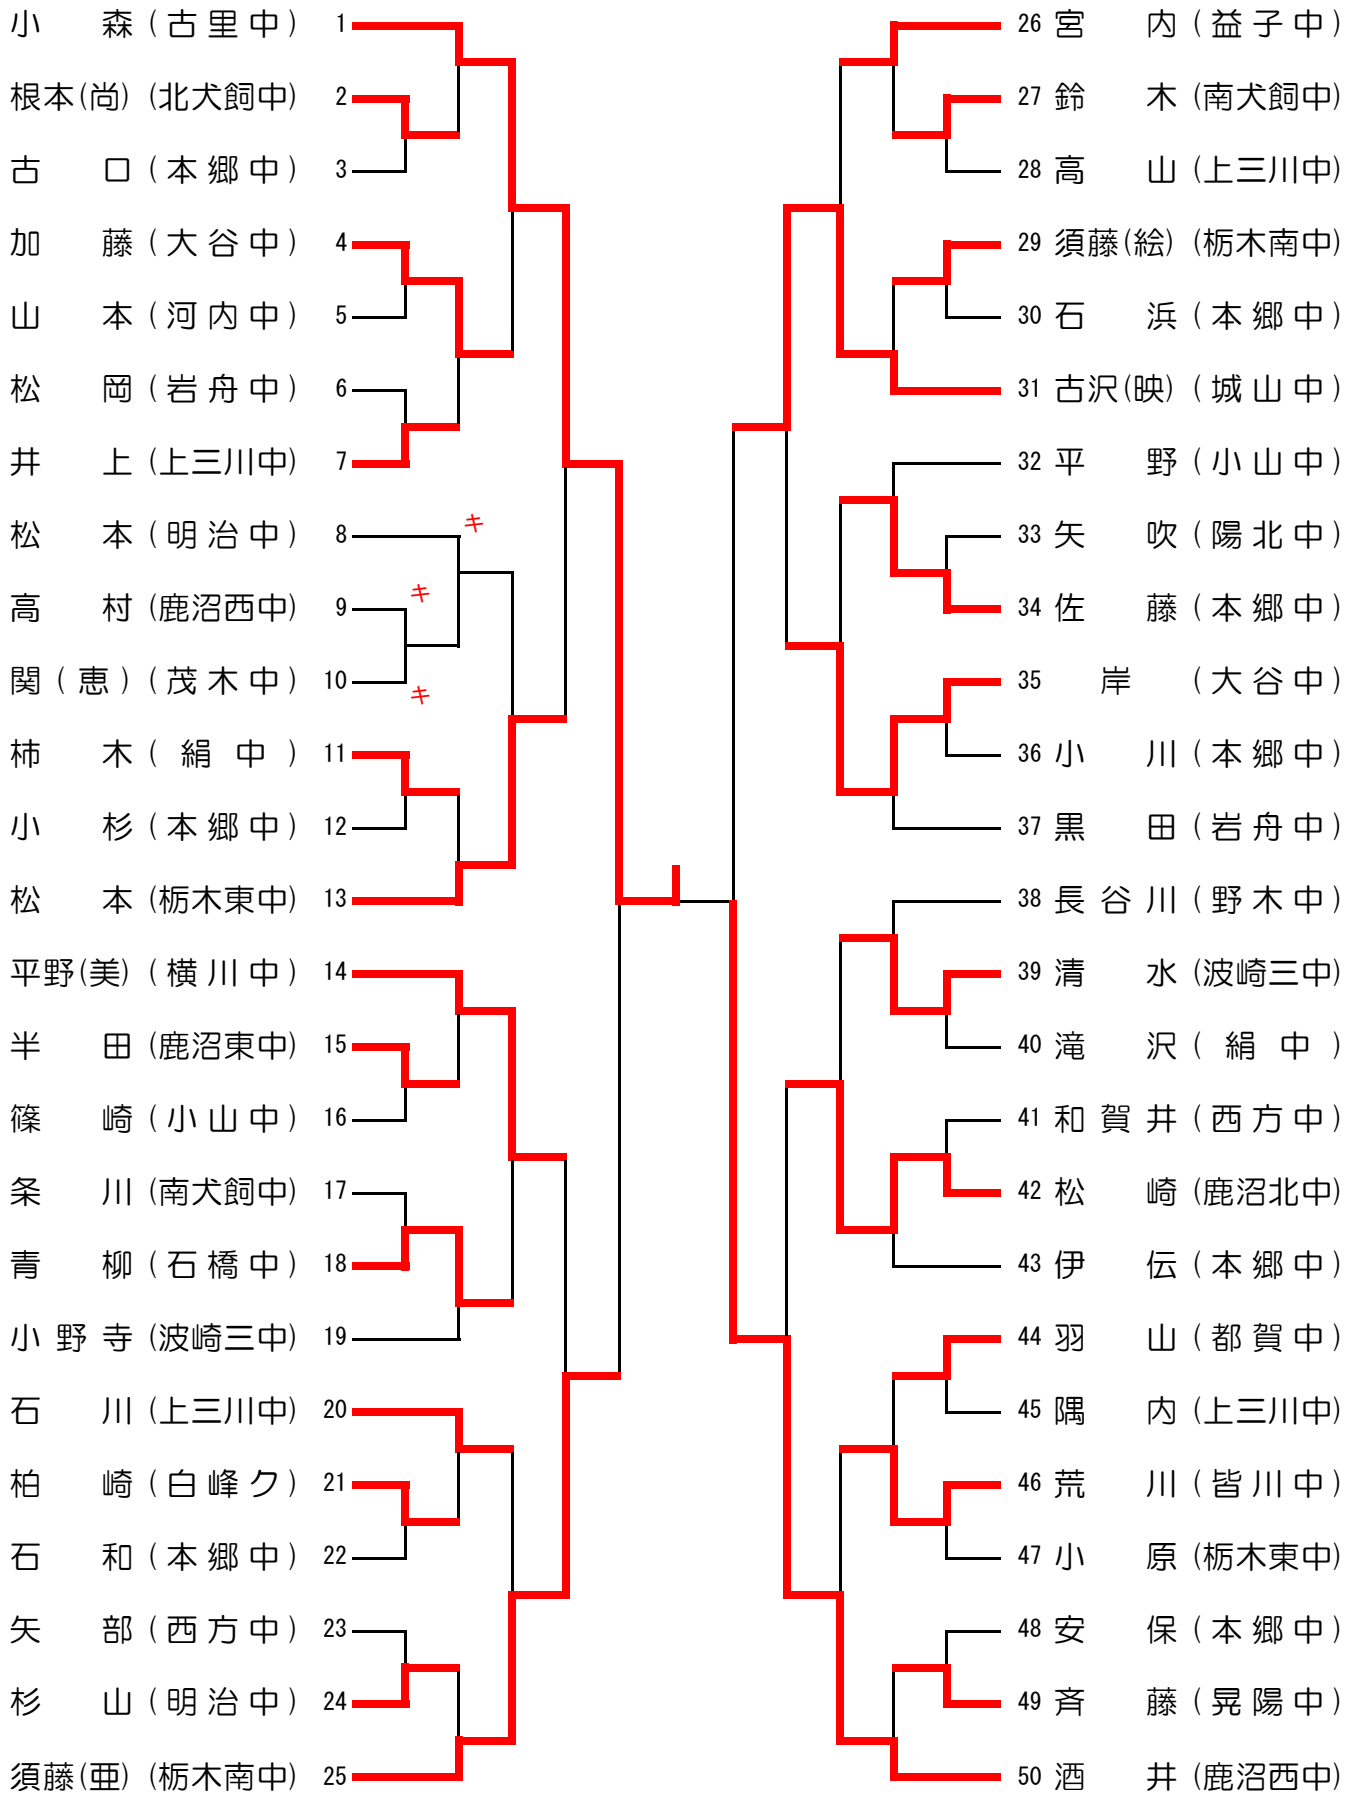 小　森 (古里中) 1
根本(尚) (北犬飼中) 2
古　口 (本郷中) 3
加　藤 (大谷中) 4
山　本 (河内中) 5
松　岡 (岩舟中) 6
井　上 (上三川中) 7
松　本 (明治中) 8
キ
高　村 (鹿沼西中) 9
キ
関(恵) (茂木中) 10
キ
柿　木 (絹中) 11
小　杉 (本郷中) 12
松　本 (栃木東中) 13
平野(美) (横川中) 14
半　田 (鹿沼東中) 15
篠　崎 (小山中) 16
条　川 (南犬飼中) 17
青　柳 (石橋中) 18
小野寺 (波崎三中) 19
石　川 (上三川中) 20
柏　崎 (白峰ク) 21
石　和 (本郷中) 22
矢　部 (西方中) 23
杉　山 (明治中) 24
須藤(亜) (栃木南中) 25
26 宮　内 (益子中)
27 鈴　木 (南犬飼中)
28 高　山 (上三川中)
29 須藤(絵) (栃木南中)
30 石　浜 (本郷中)
31 古沢(映) (城山中)
32 平　野 (小山中)
33 矢　吹 (陽北中)
34 佐　藤 (本郷中)
35 岸 (大谷中)
36 小　川 (本郷中)
37 黒　田 (岩舟中)
38 長谷川 (野木中)
39 清　水 (波崎三中)
40 滝　沢 (絹中)
41 和賀井 (西方中)
42 松　崎 (鹿沼北中)
43 伊　伝 (本郷中)
44 羽　山 (都賀中)
45 隅　内 (上三川中)
46 荒　川 (皆川中)
47 小　原 (栃木東中)
48 安　保 (本郷中)
49 斉　藤 (晃陽中)
50 酒　井 (鹿沼西中)